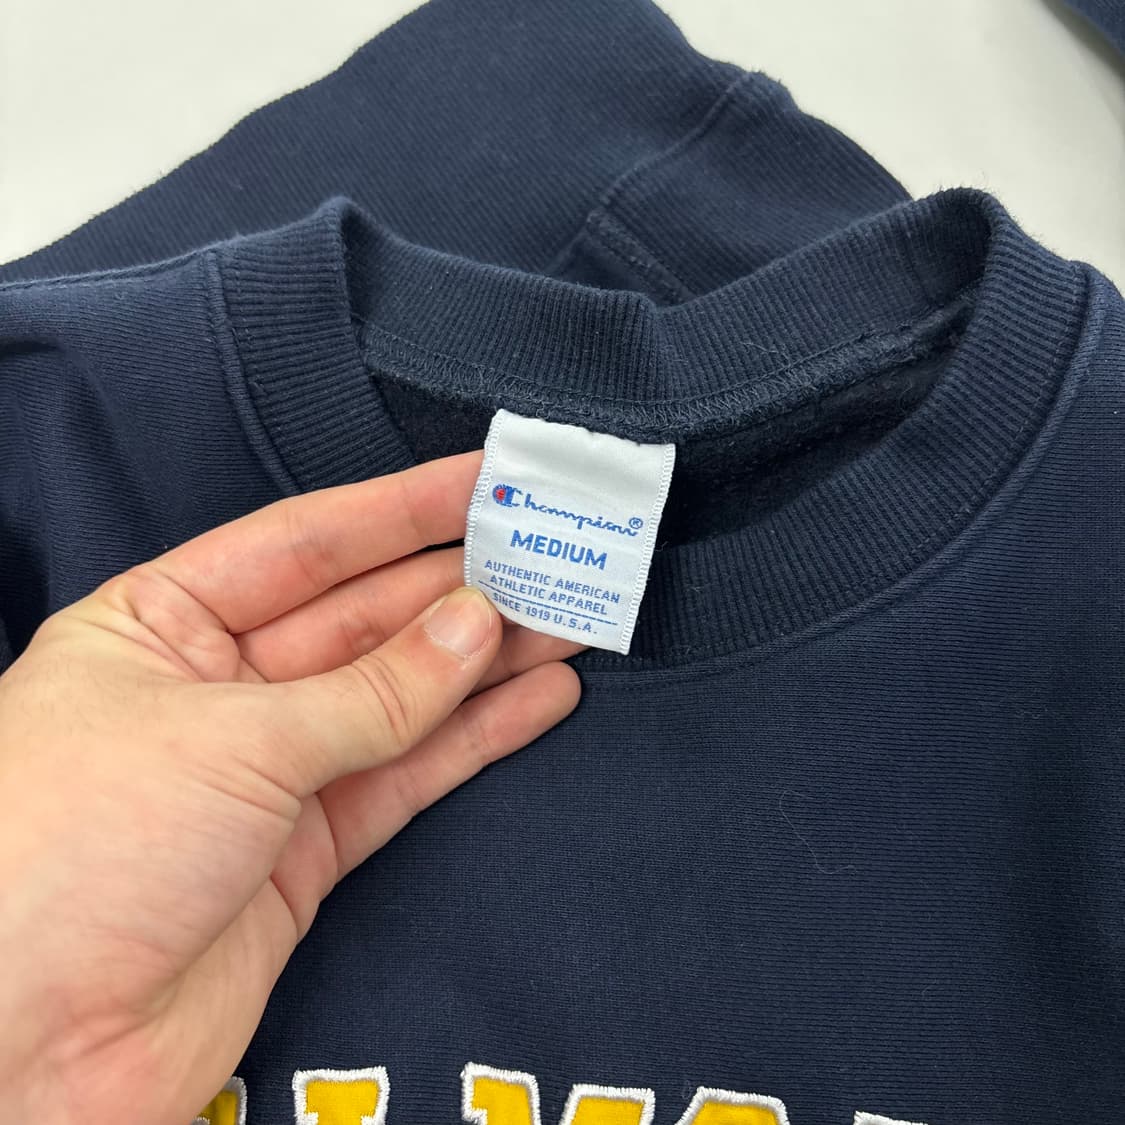 Champion®
MEDIUM
AUTHENTIC AMERICAN
ATHLETIC APPAREL
SINCE 1919 U.S.A.